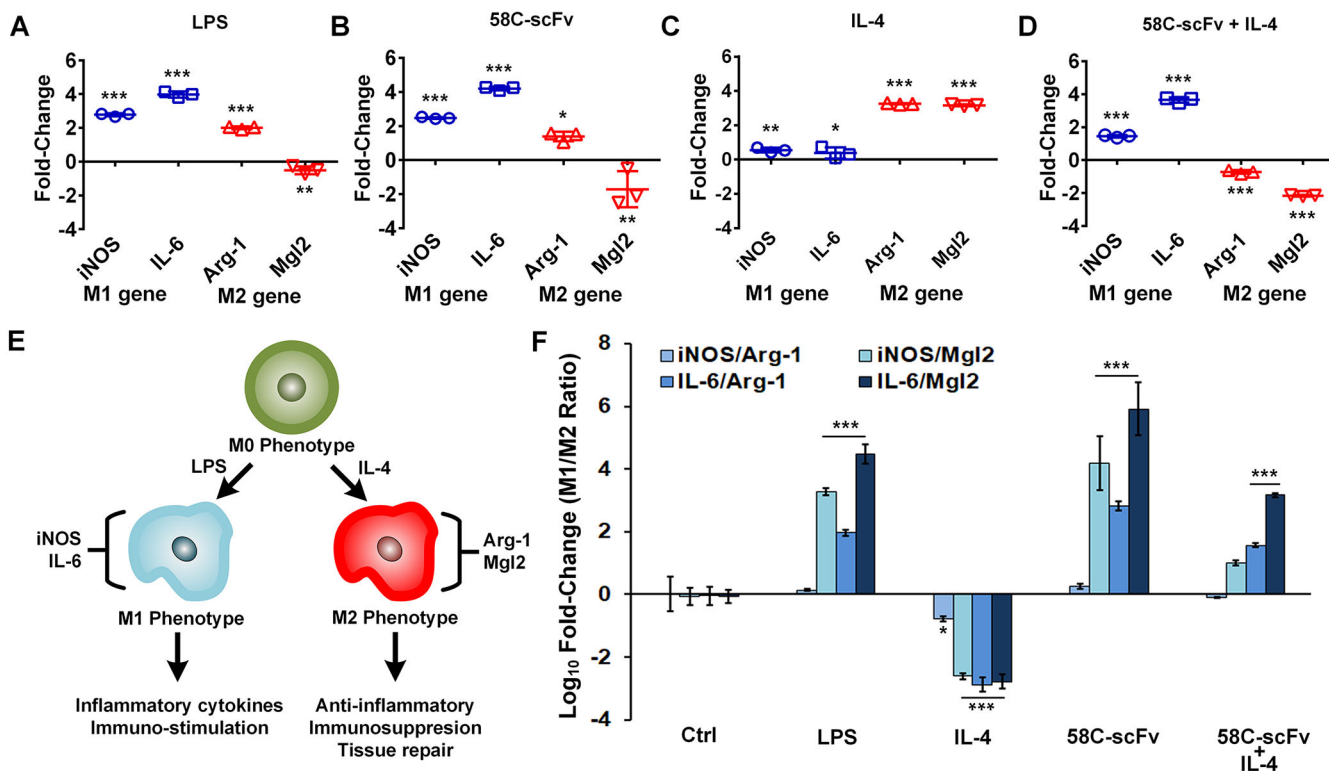 A
LPS
Fold-Change
6
4
2
0
-2
-4
***
***
***
**
iNOS
IL-6
Arg-1
Mgl2
M1 gene
M2 gene
B
58C-scFv
Fold-Change
6
4
2
0
-2
-4
***
***
*
**
iNOS
IL-6
Arg-1
Mgl2
M1 gene
M2 gene
C
IL-4
Fold-Change
6
4
2
0
-2
-4
**
*
***
***
iNOS
IL-6
Arg-1
Mgl2
M1 gene
M2 gene
D
58C-scFv + IL-4
Fold-Change
6
4
2
0
-2
-4
***
***
***
***
iNOS
IL-6
Arg-1
Mgl2
M1 gene
M2 gene
E
M0 Phenotype
LPS
IL-4
iNOS
IL-6
Arg-1
Mgl2
M1 Phenotype
M2 Phenotype
Inflammatory cytokines
Immuno-stimulation
Anti-inflammatory
Immunosuppresion
Tissue repair
F
Log₁₀ Fold-Change (M1/M2 Ratio)
8
6
4
2
0
-2
-4
iNOS/Arg-1
iNOS/Mgl2
IL-6/Arg-1
IL-6/Mgl2
***
*
***
***
***
Ctrl
LPS
IL-4
58C-scFv
58C-scFv
+
IL-4